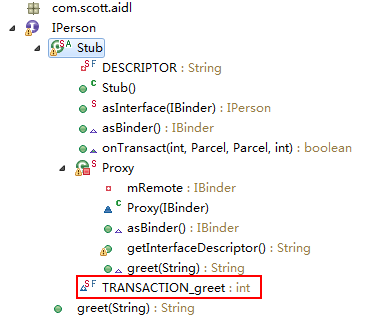 com.scott.aidl
IPerson
S A Stub
S F DESCRIPTOR : String
C Stub()
S asInterface(IBinder) : IPerson
asBinder() : IBinder
onTransact(int, Parcel, Parcel, int) : boolean
S Proxy
mRemote : IBinder
C Proxy(IBinder)
asBinder() : IBinder
getInterfaceDescriptor() : String
greet(String) : String
S F TRANSACTION_greet : int
greet(String) : String